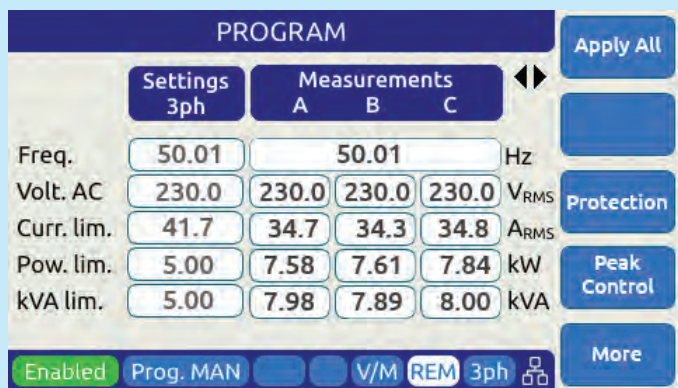 PROGRAM
Apply All
Settings
3ph
Measurements
A B C
Freq. 50.01 50.01 Hz
Volt. AC 230.0 230.0 230.0 230.0 VRMS
Protection
Curr. lim. 41.7 34.7 34.3 34.8 ARMS
Pow. lim. 5.00 7.58 7.61 7.84 kW
Peak
Control
kVA lim. 5.00 7.98 7.89 8.00 kVA
More
Enabled Prog. MAN V/M REM 3ph